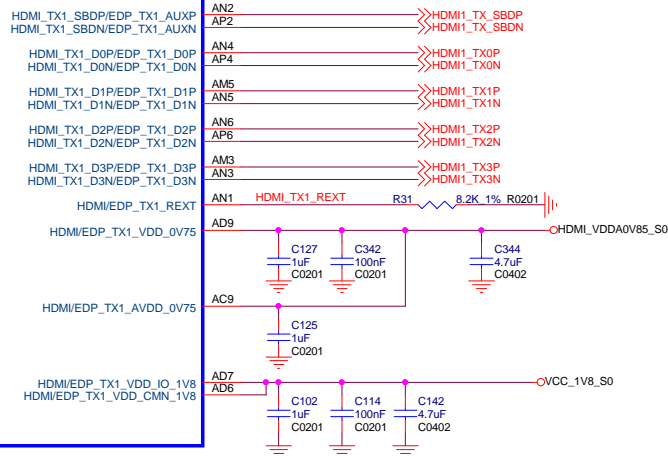 HDMI_TX1_SBDP/EDP_TX1_AUXP AN2 HDMI1_TX_SBDP
HDMI_TX1_SBDN/EDP_TX1_AUXN AP2 HDMI1_TX_SBDN
HDMI_TX1_D0P/EDP_TX1_D0P AN4 HDMI1_TX0P
HDMI_TX1_D0N/EDP_TX1_D0N AP4 HDMI1_TX0N
HDMI_TX1_D1P/EDP_TX1_D1P AM5 HDMI1_TX1P
HDMI_TX1_D1N/EDP_TX1_D1N AN5 HDMI1_TX1N
HDMI_TX1_D2P/EDP_TX1_D2P AN6 HDMI1_TX2P
HDMI_TX1_D2N/EDP_TX1_D2N AP6 HDMI1_TX2N
HDMI_TX1_D3P/EDP_TX1_D3P AM3 HDMI1_TX3P
HDMI_TX1_D3N/EDP_TX1_D3N AN3 HDMI1_TX3N
HDMI/EDP_TX1_REXT AN1 HDMI_TX1_REXT R31 8.2K_1% R0201
HDMI/EDP_TX1_VDD_0V75 AD9 HDMI_VDDA0V85_S0
C127 C342 C344
1uF 100nF 4.7uF
C0201 C0201 C0402
HDMI/EDP_TX1_AVDD_0V75 AC9
C125
1uF
C0201
HDMI/EDP_TX1_VDD_IO_1V8 AD7 VCC_1V8_S0
HDMI/EDP_TX1_VDD_CMN_1V8 AD6
C102 C114 C142
1uF 100nF 4.7uF
C0201 C0201 C0402